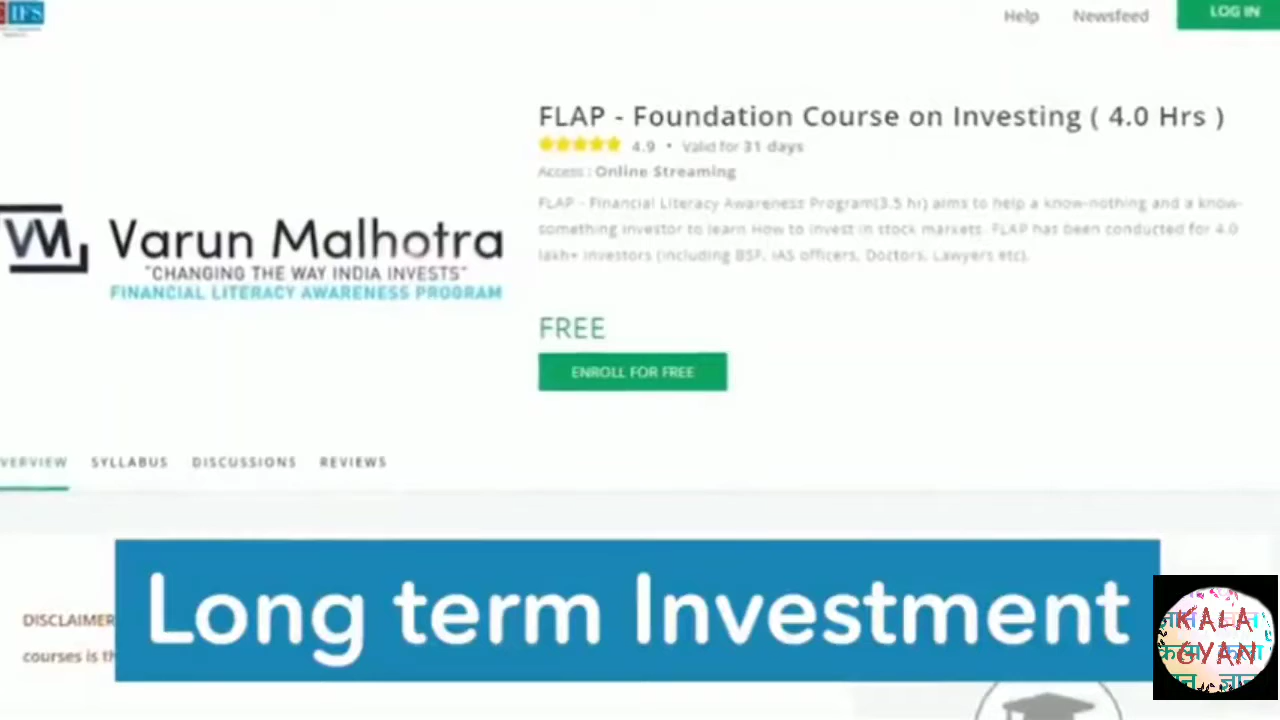 IFS
Help
Newsfeed
LOG IN
FLAP - Foundation Course on Investing ( 4.0 Hrs )
4.9 • Valid for 31 days
Access : Online Streaming
FLAP - Financial Literacy Awareness Program(3.5 hr) aims to help a know-nothing and a know-
something investor to learn How to invest in stock markets. FLAP has been conducted for 4.0
lakh+ investors (including BSF, IAS officers, Doctors, Lawyers etc).
VM
Varun Malhotra
"CHANGING THE WAY INDIA INVESTS"
FINANCIAL LITERACY AWARENESS PROGRAM
FREE
ENROLL FOR FREE
VERVIEW
SYLLABUS
DISCUSSIONS
REVIEWS
Long term Investment
DISCLAIMER
courses is th
KALA
GYAN